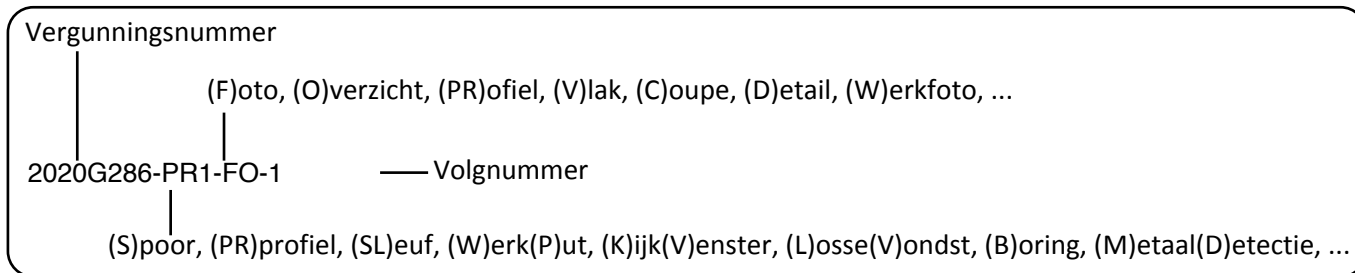 Vergunningsnummer
(F)oto, (O)verzicht, (PR)ofiel, (V)lak, (C)oupe, (D)etail, (W)erkfoto, ...
2020G286-PR1-FO-1 Volgnummer
(S)poor, (PR)profiel, (SL)euf, (W)erk(P)ut, (K)ijk(V)enster, (L)osse(V)ondst, (B)oring, (M)etaal(D)etectie, ...